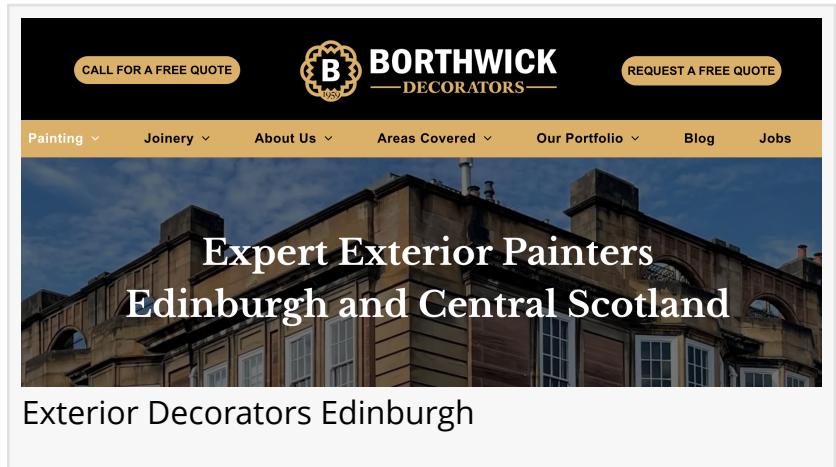 CALL FOR A FREE QUOTE
B
1959
BORTHWICK
DECORATORS
REQUEST A FREE QUOTE
Painting
Joinery
About Us
Areas Covered
Our Portfolio
Blog
Jobs
Expert Exterior Painters
Edinburgh and Central Scotland
Exterior Decorators Edinburgh